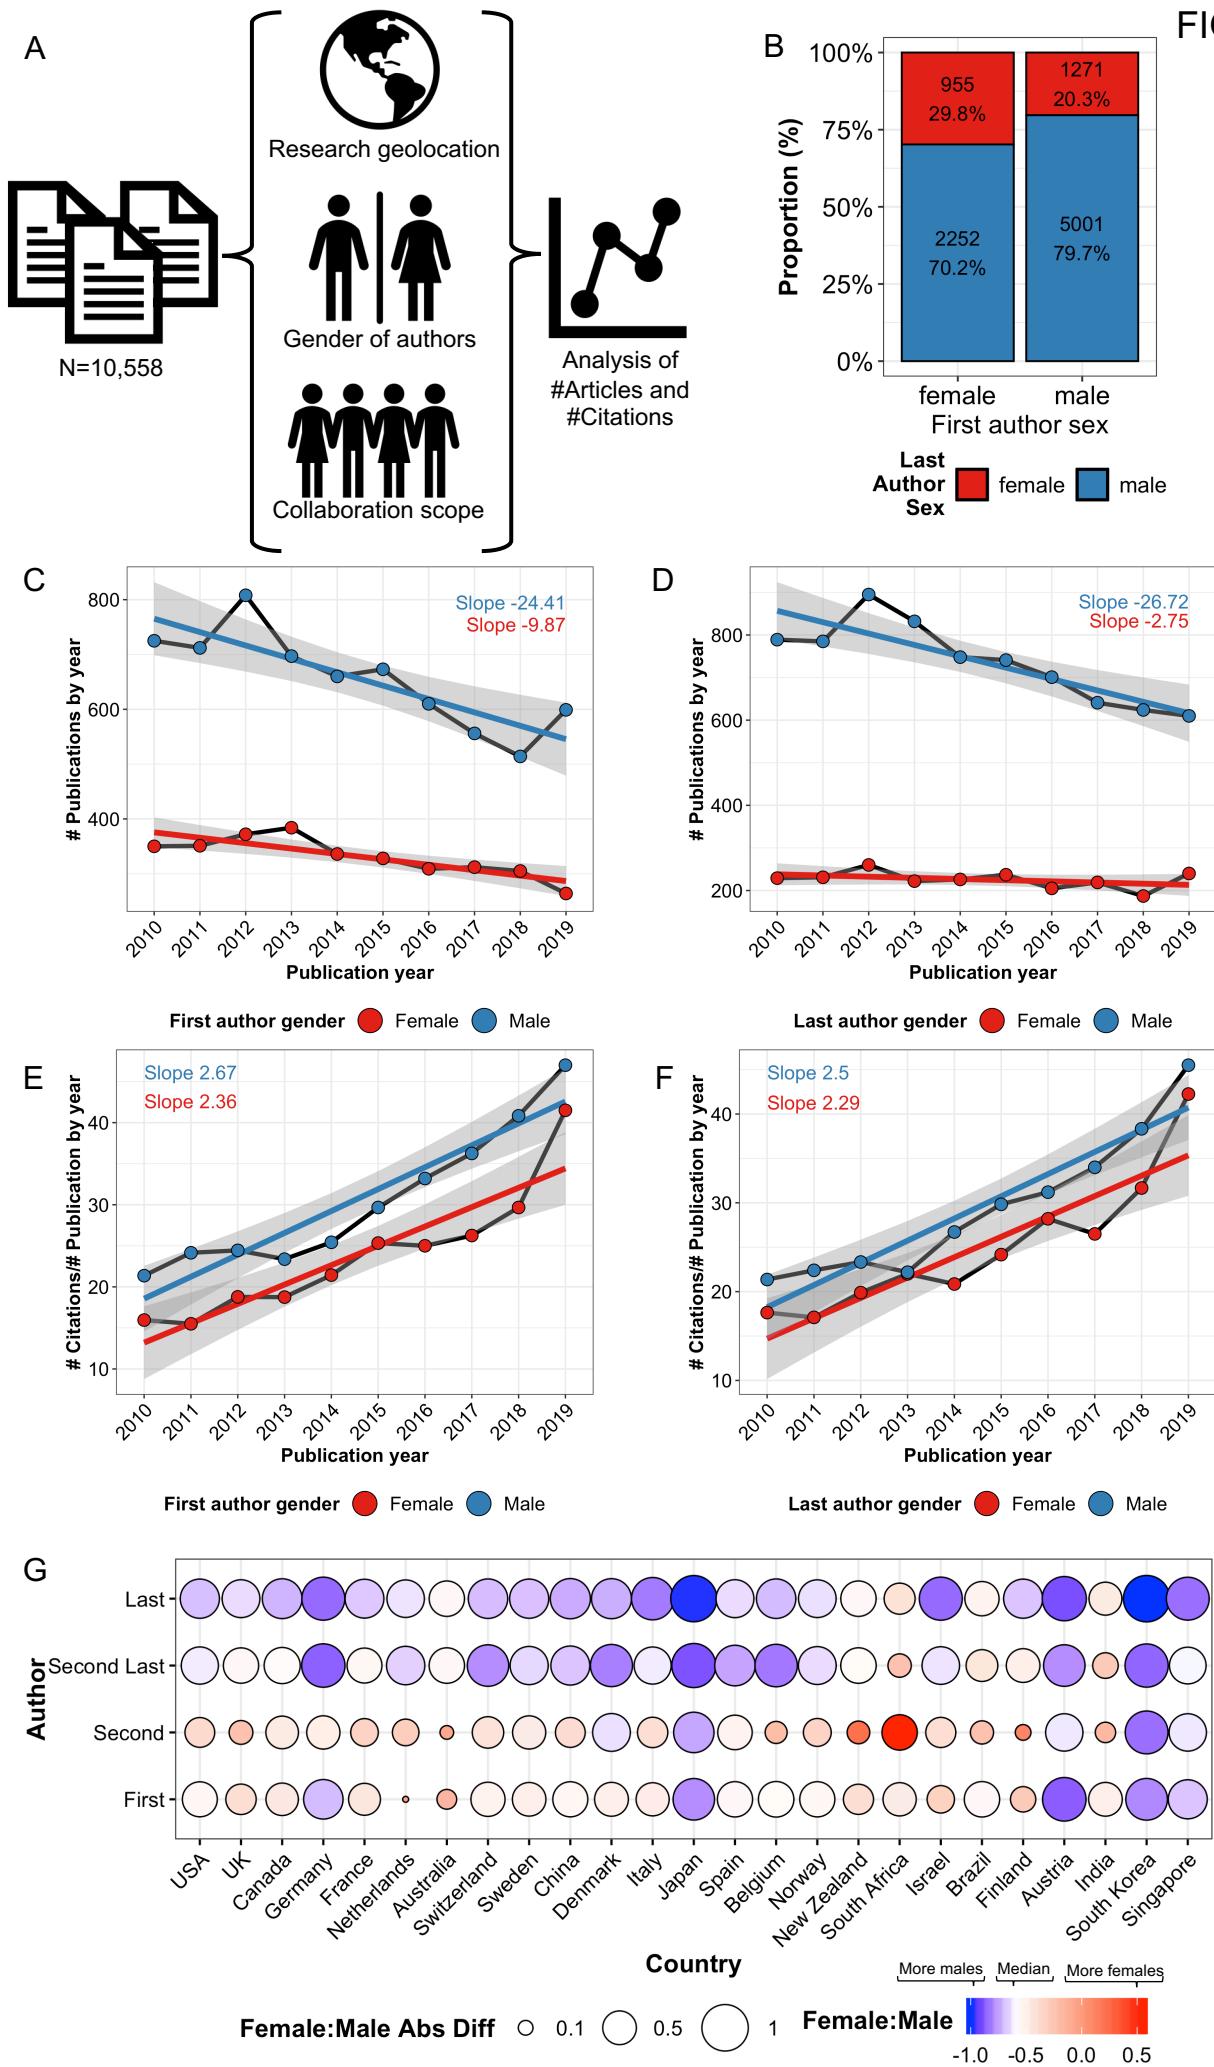 A
Research geolocation
Gender of authors
Collaboration scope
N=10,558
Analysis of
#Articles and
#Citations
B
Proportion (%)
100%
75%
50%
25%
0%
955
29.8%
2252
70.2%
1271
20.3%
5001
79.7%
female
male
First author sex
Last
Author
Sex
female
male
C
# Publications by year
800
600
400
Slope -24.41
Slope -9.87
2010
2011
2012
2013
2014
2015
2016
2017
2018
2019
Publication year
First author gender
Female
Male
D
# Publications by year
800
600
400
200
Slope -26.72
Slope -2.75
2010
2011
2012
2013
2014
2015
2016
2017
2018
2019
Publication year
Last author gender
Female
Male
E
# Citations/# Publication by year
40
30
20
10
Slope 2.67
Slope 2.36
2010
2011
2012
2013
2014
2015
2016
2017
2018
2019
Publication year
First author gender
Female
Male
F
# Citations/# Publication by year
40
30
20
10
Slope 2.5
Slope 2.29
2010
2011
2012
2013
2014
2015
2016
2017
2018
2019
Publication year
Last author gender
Female
Male
G
Author
Last
Second Last
Second
First
USA
UK
Canada
Germany
France
Netherlands
Australia
Switzerland
Sweden
China
Denmark
Italy
Japan
Spain
Belgium
Norway
New Zealand
South Africa
Israel
Brazil
Finland
Austria
India
South Korea
Singapore
Country
Female:Male Abs Diff
0.1
0.5
1
Female:Male
More males
Median
More females
-1.0
-0.5
0.0
0.5